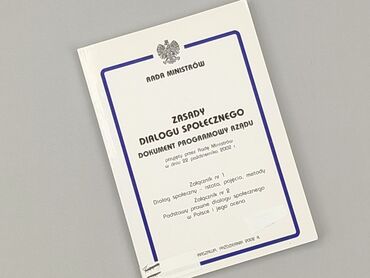 RADA MINISTRÓW
ZASADY
DIALOGU SPOŁECZNEGO
DOKUMENT PROGRAMOWY RZĄDU
przyjęty przez Radę Ministrów
w dniu 22 października 2002 r.
Załącznik nr 1
Dialog społeczny - istota, pojęcia, metody
Załącznik nr 2
Podstawy prawne dialogu społecznego
w Polsce i jego ocena
WARSZAWA, PAŹDZIERNIK 2002 R.